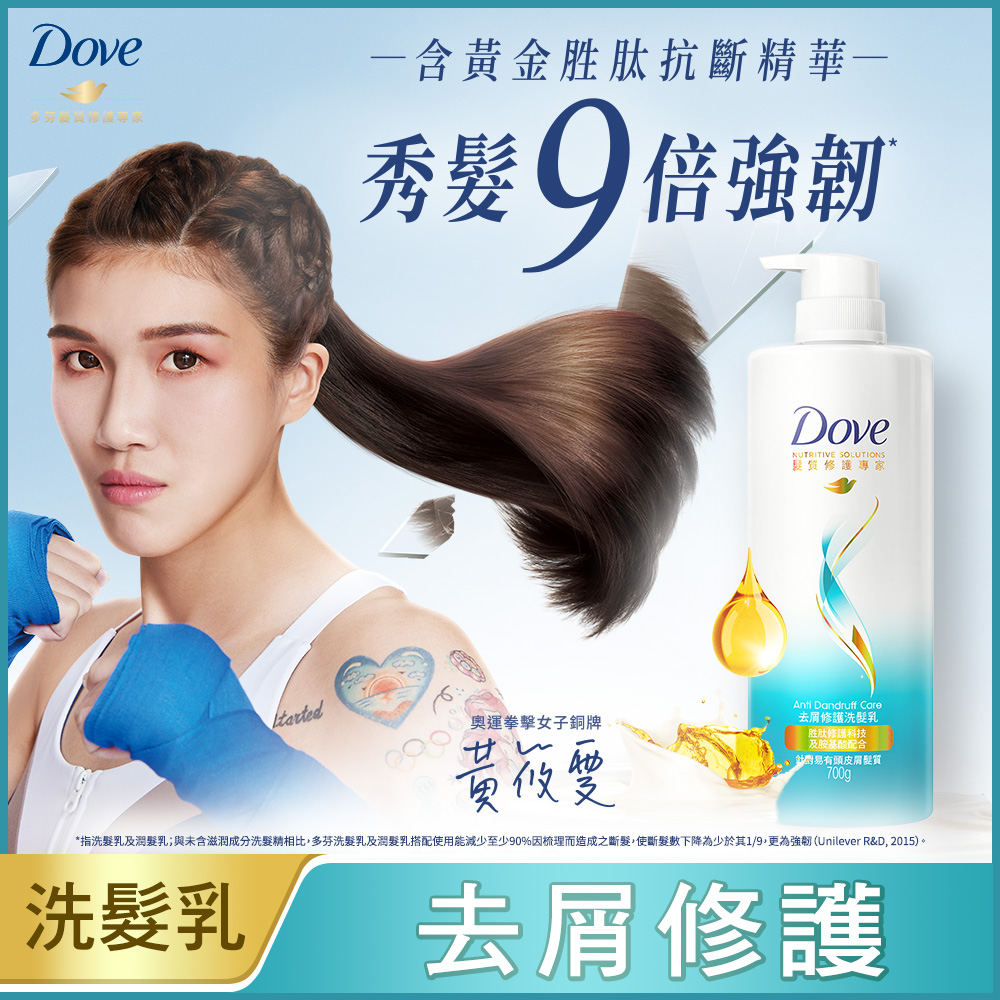 Dove
多芬髮質修護專家
含黃金胜肽抗斷精華
秀髮9倍強韌*
Dove
NUTRITIVE SOLUTIONS
髮質修護專家
Anti Dandruff Care
去屑修護洗髮乳
胜肽修護科技
及胺基酸配合
針對易有頭皮屑髮質
700g
started
奧運拳擊女子銅牌
黃筱雯
*指洗髮乳及潤髮乳;與未含滋潤成分洗髮精相比,多芬洗髮乳及潤髮乳搭配使用能減少至少90%因梳理而造成之斷髮,使斷髮數下降為少於其1/9,更為強韌(Unilever R&D, 2015)。
洗髮乳
去屑修護